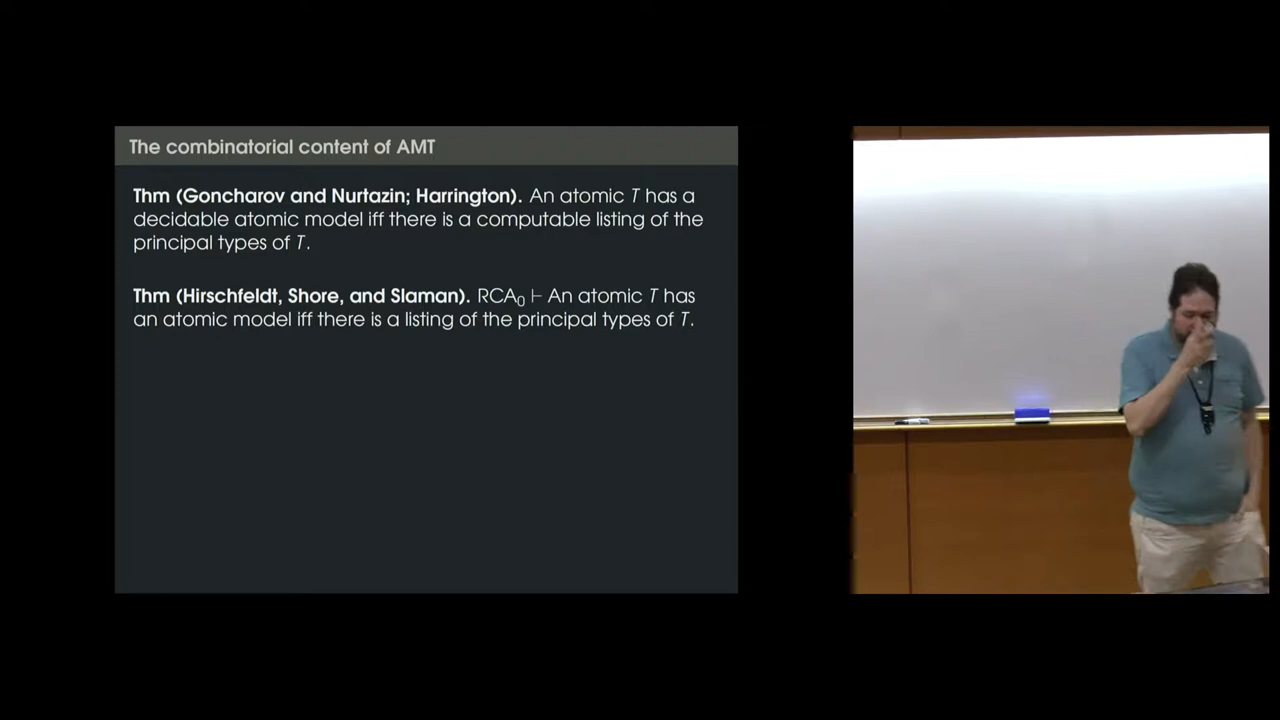 The combinatorial content of AMT
Thm (Goncharov and Nurtazin; Harrington). An atomic T has a
decidable atomic model iff there is a computable listing of the
principal types of T.
Thm (Hirschfeldt, Shore, and Slaman). RCA₀ ⊢ An atomic T has
an atomic model iff there is a listing of the principal types of T.